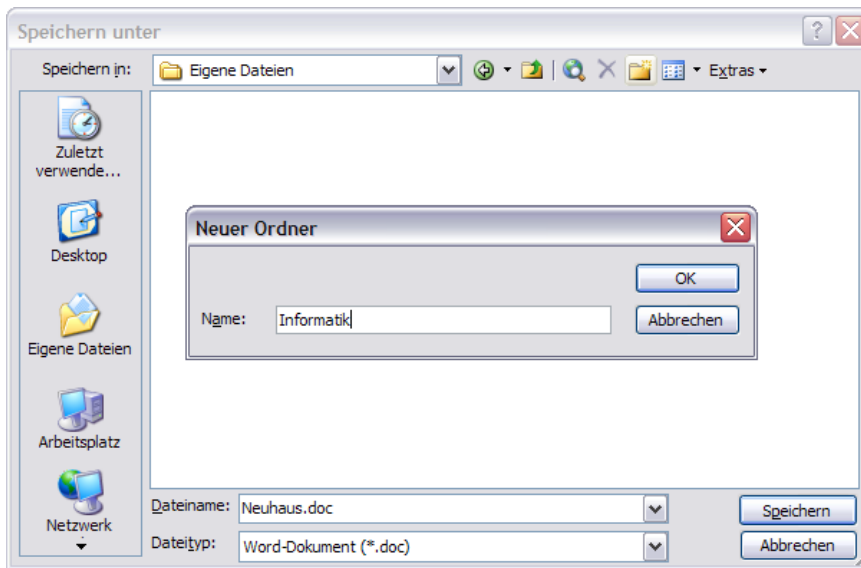 Speichern unter
Speichern in:
Eigene Dateien
Extras
Zuletzt
verwende...
Desktop
Eigene Dateien
Arbeitsplatz
Netzwerk
Neuer Ordner
OK
Name:
Informatik
Abbrechen
Dateiname:
Neuhaus.doc
Speichern
Dateityp:
Word-Dokument (*.doc)
Abbrechen